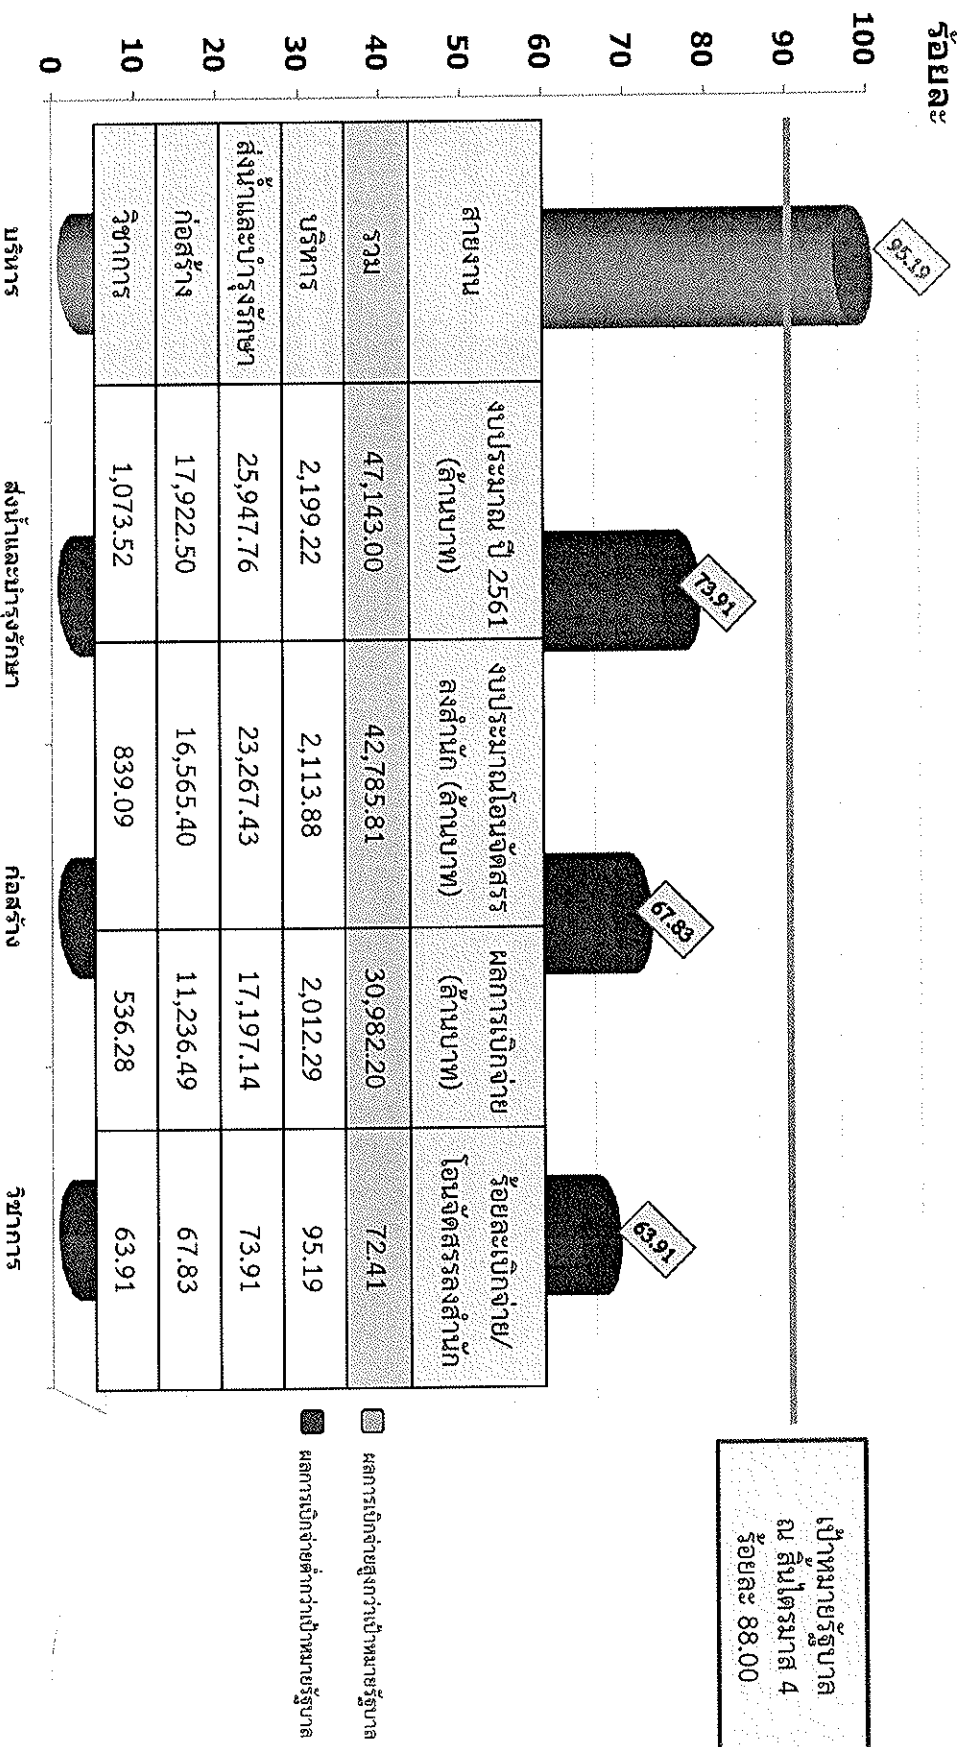 ร้อยละ
100
90
80
70
60
50
40
30
20
10
0
95.19
73.91
67.83
63.91
เป้าหมายรัฐบาล
ณ สิ้นไตรมาส 4
ร้อยละ 88.00
สายงาน
งบประมาณ ปี 2561
(ล้านบาท)
งบประมาณโอนจัดสรร
ลงสำนัก (ล้านบาท)
ผลการเบิกจ่าย
(ล้านบาท)
ร้อยละเบิกจ่าย/
โอนจัดสรรลงสำนัก
รวม 47,143.00 42,785.81 30,982.20 72.41
บริหาร 2,199.22 2,113.88 2,012.29 95.19
ส่งน้ำและบำรุงรักษา 25,947.76 23,267.43 17,197.14 73.91
ก่อสร้าง 17,922.50 16,565.40 11,236.49 67.83
วิชาการ 1,073.52 839.09 536.28 63.91
ผลการเบิกจ่ายสูงกว่าเป้าหมายรัฐบาล
ผลการเบิกจ่ายต่ำกว่าเป้าหมายรัฐบาล
บริหาร ส่งน้ำและบำรุงรักษา ก่อสร้าง วิชาการ